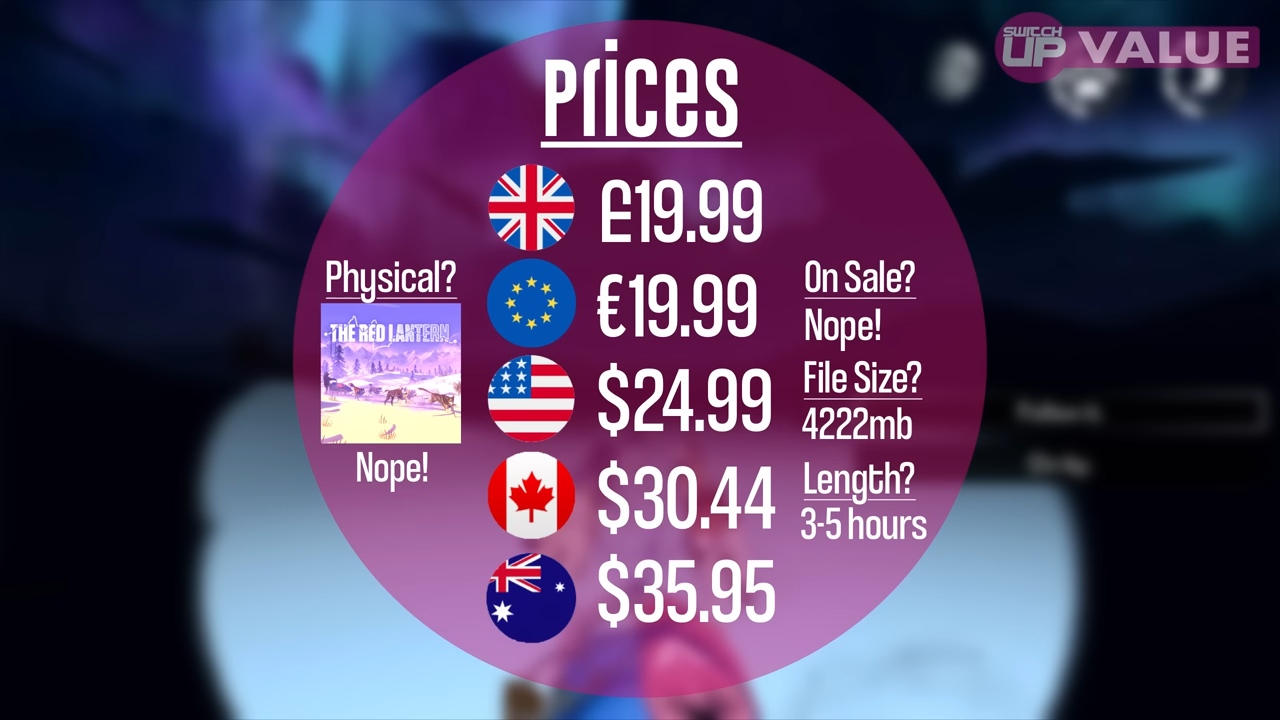 SWITCH UP VALUE
Prices
£19.99
€19.99
$24.99
$30.44
$35.95
Physical?
THE RED LANTERN
Nope!
On Sale?
Nope!
File Size?
4222mb
Length?
3-5 hours